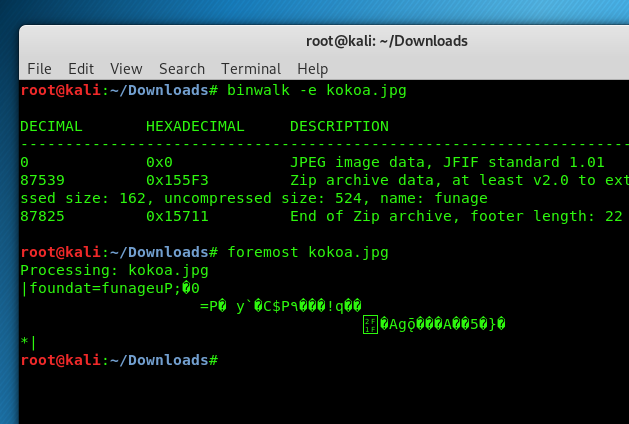 root@kali: ~/Downloads
File Edit View Search Terminal Help
root@kali:~/Downloads# binwalk -e kokoa.jpg
DECIMAL HEXADECIMAL DESCRIPTION
--------------------------------------------------------------------------------
0 0x0 JPEG image data, JFIF standard 1.01
87539 0x155F3 Zip archive data, at least v2.0 to ext
ssed size: 162, uncompressed size: 524, name: funage
87825 0x15711 End of Zip archive, footer length: 22
root@kali:~/Downloads# foremost kokoa.jpg
Processing: kokoa.jpg
|foundat=funageuP;�0
=P� y`�C$P٩���!q��
�Ag���A��5�}�
*|
root@kali:~/Downloads#